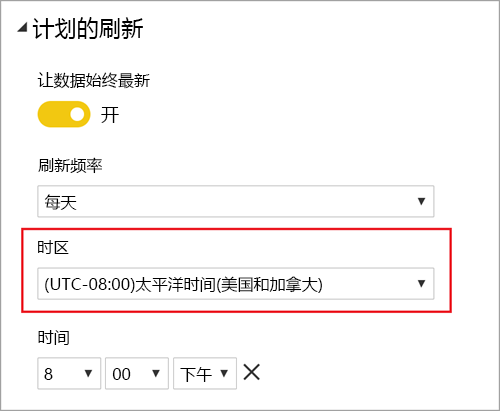 计划的刷新
让数据始终最新
开
刷新频率
每天
时区
(UTC-08:00)太平洋时间(美国和加拿大)
时间
8 00 下午